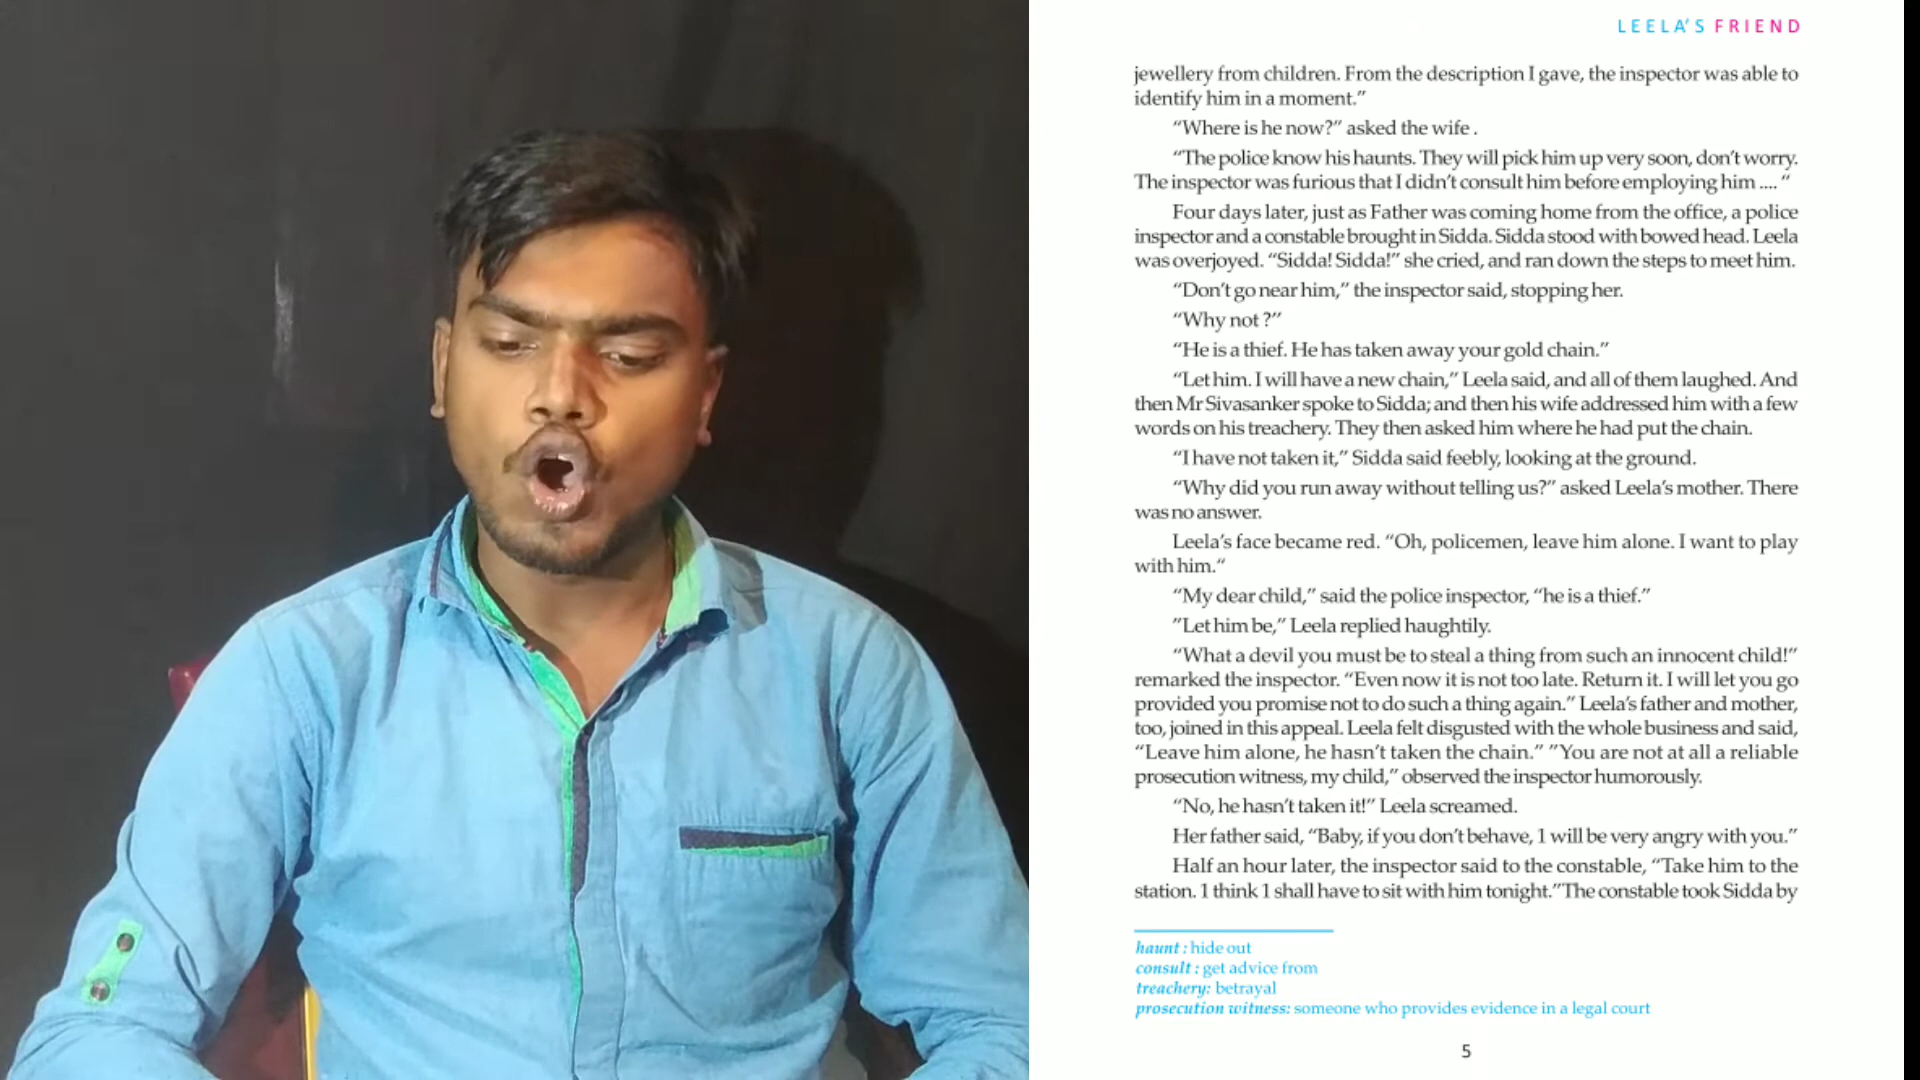 LEELA'S FRIEND
jewellery from children. From the description I gave, the inspector was able to
identify him in a moment.”
“Where is he now?” asked the wife .
“The police know his haunts. They will pick him up very soon, don't worry.
The inspector was furious that I didn't consult him before employing him .... “
Four days later, just as Father was coming home from the office, a police
inspector and a constable brought in Sidda. Sidda stood with bowed head. Leela
was overjoyed. “Sidda! Sidda!” she cried, and ran down the steps to meet him.
“Don't go near him,” the inspector said, stopping her.
“Why not ?”
“He is a thief. He has taken away your gold chain.”
“Let him. I will have a new chain,” Leela said, and all of them laughed. And
then Mr Sivasanker spoke to Sidda; and then his wife addressed him with a few
words on his treachery. They then asked him where he had put the chain.
“I have not taken it,” Sidda said feebly, looking at the ground.
“Why did you run away without telling us?” asked Leela's mother. There
was no answer.
Leela's face became red. “Oh, policemen, leave him alone. I want to play
with him.“
“My dear child,” said the police inspector, “he is a thief.”
”Let him be,” Leela replied haughtily.
“What a devil you must be to steal a thing from such an innocent child!”
remarked the inspector. “Even now it is not too late. Return it. I will let you go
provided you promise not to do such a thing again.” Leela's father and mother,
too, joined in this appeal. Leela felt disgusted with the whole business and said,
“Leave him alone, he hasn't taken the chain.” ”You are not at all a reliable
prosecution witness, my child,” observed the inspector humorously.
“No, he hasn't taken it!” Leela screamed.
Her father said, “Baby, if you don't behave, 1 will be very angry with you.”
Half an hour later, the inspector said to the constable, “Take him to the
station. 1 think 1 shall have to sit with him tonight.”The constable took Sidda by
haunt : hide out
consult : get advice from
treachery: betrayal
prosecution witness: someone who provides evidence in a legal court
5